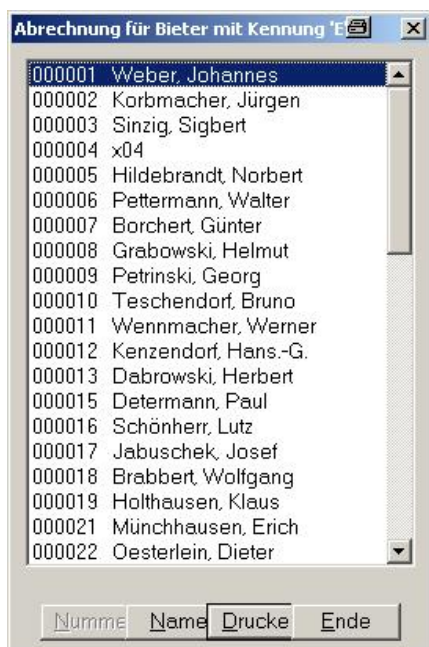 Abrechnung für Bieter mit Kennung 'E
000001 Weber, Johannes
000002 Korbmacher, Jürgen
000003 Sinzig, Sigbert
000004 x04
000005 Hildebrandt, Norbert
000006 Pettermann, Walter
000007 Borchert, Günter
000008 Grabowski, Helmut
000009 Petrinski, Georg
000010 Teschendorf, Bruno
000011 Wennmacher, Werner
000012 Kenzendorf, Hans.-G.
000013 Dabrowski, Herbert
000015 Determann, Paul
000016 Schönherr, Lutz
000017 Jabuschek, Josef
000018 Brabbert, Wolfgang
000019 Holthausen, Klaus
000021 Münchhausen, Erich
000022 Oesterlein, Dieter
Numme Name Drucke Ende